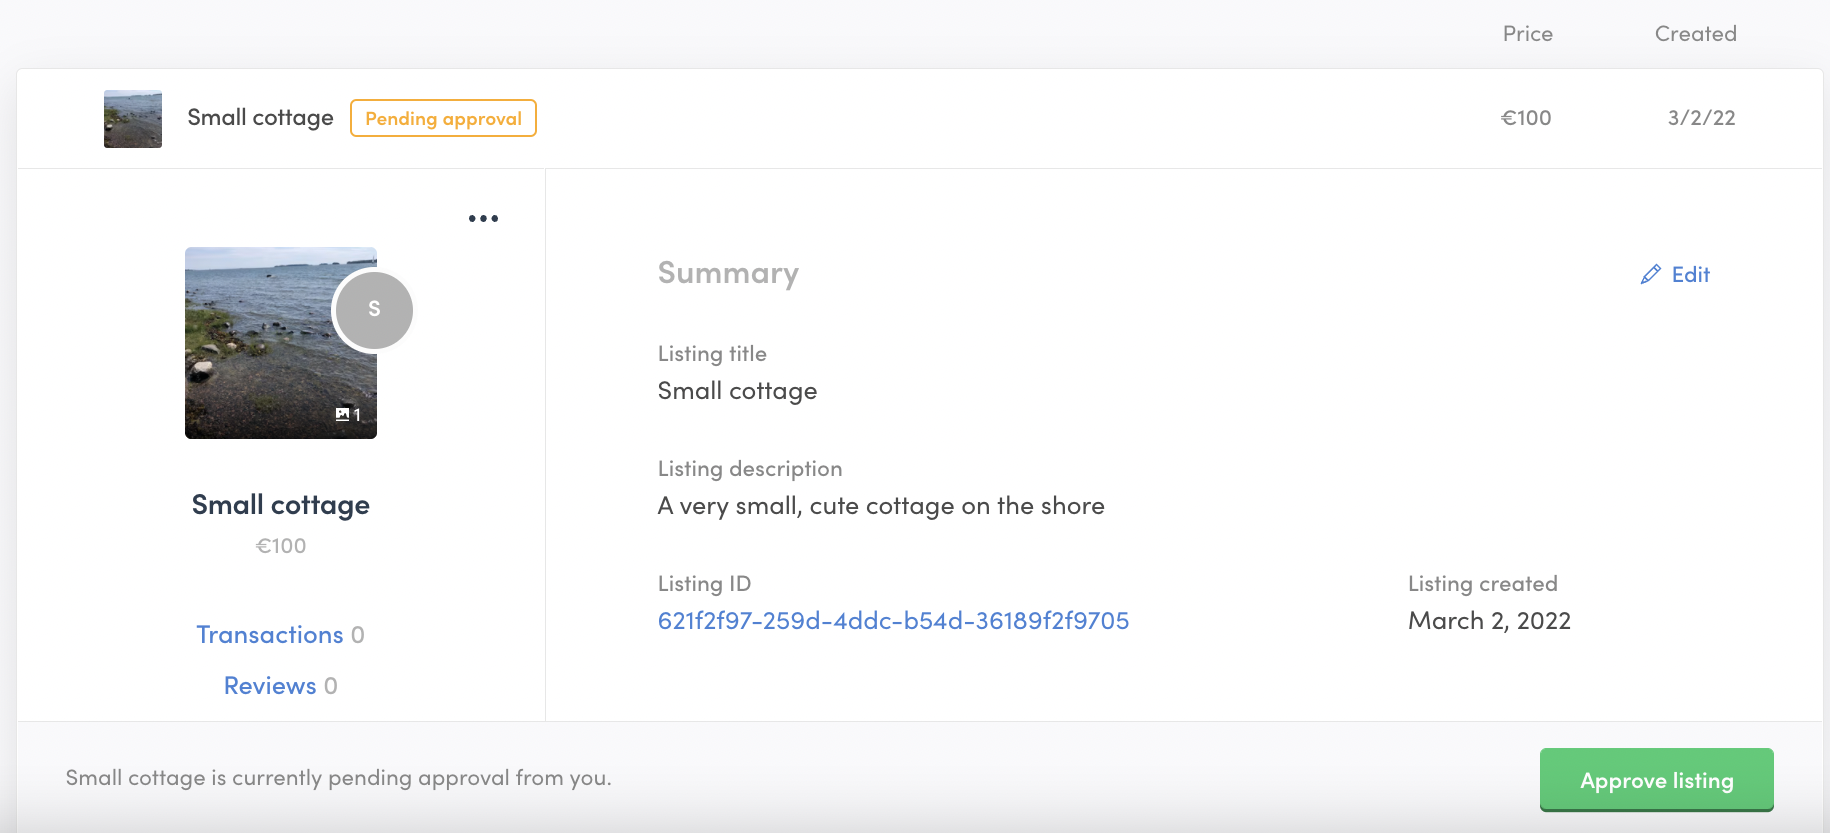 Price Created
Small cottage Pending approval €100 3/2/22
S
1
Small cottage
€100
Transactions 0
Reviews 0
Summary Edit
Listing title
Small cottage
Listing description
A very small, cute cottage on the shore
Listing ID Listing created
621f2f97-259d-4ddc-b54d-36189f2f9705 March 2, 2022
Small cottage is currently pending approval from you. Approve listing